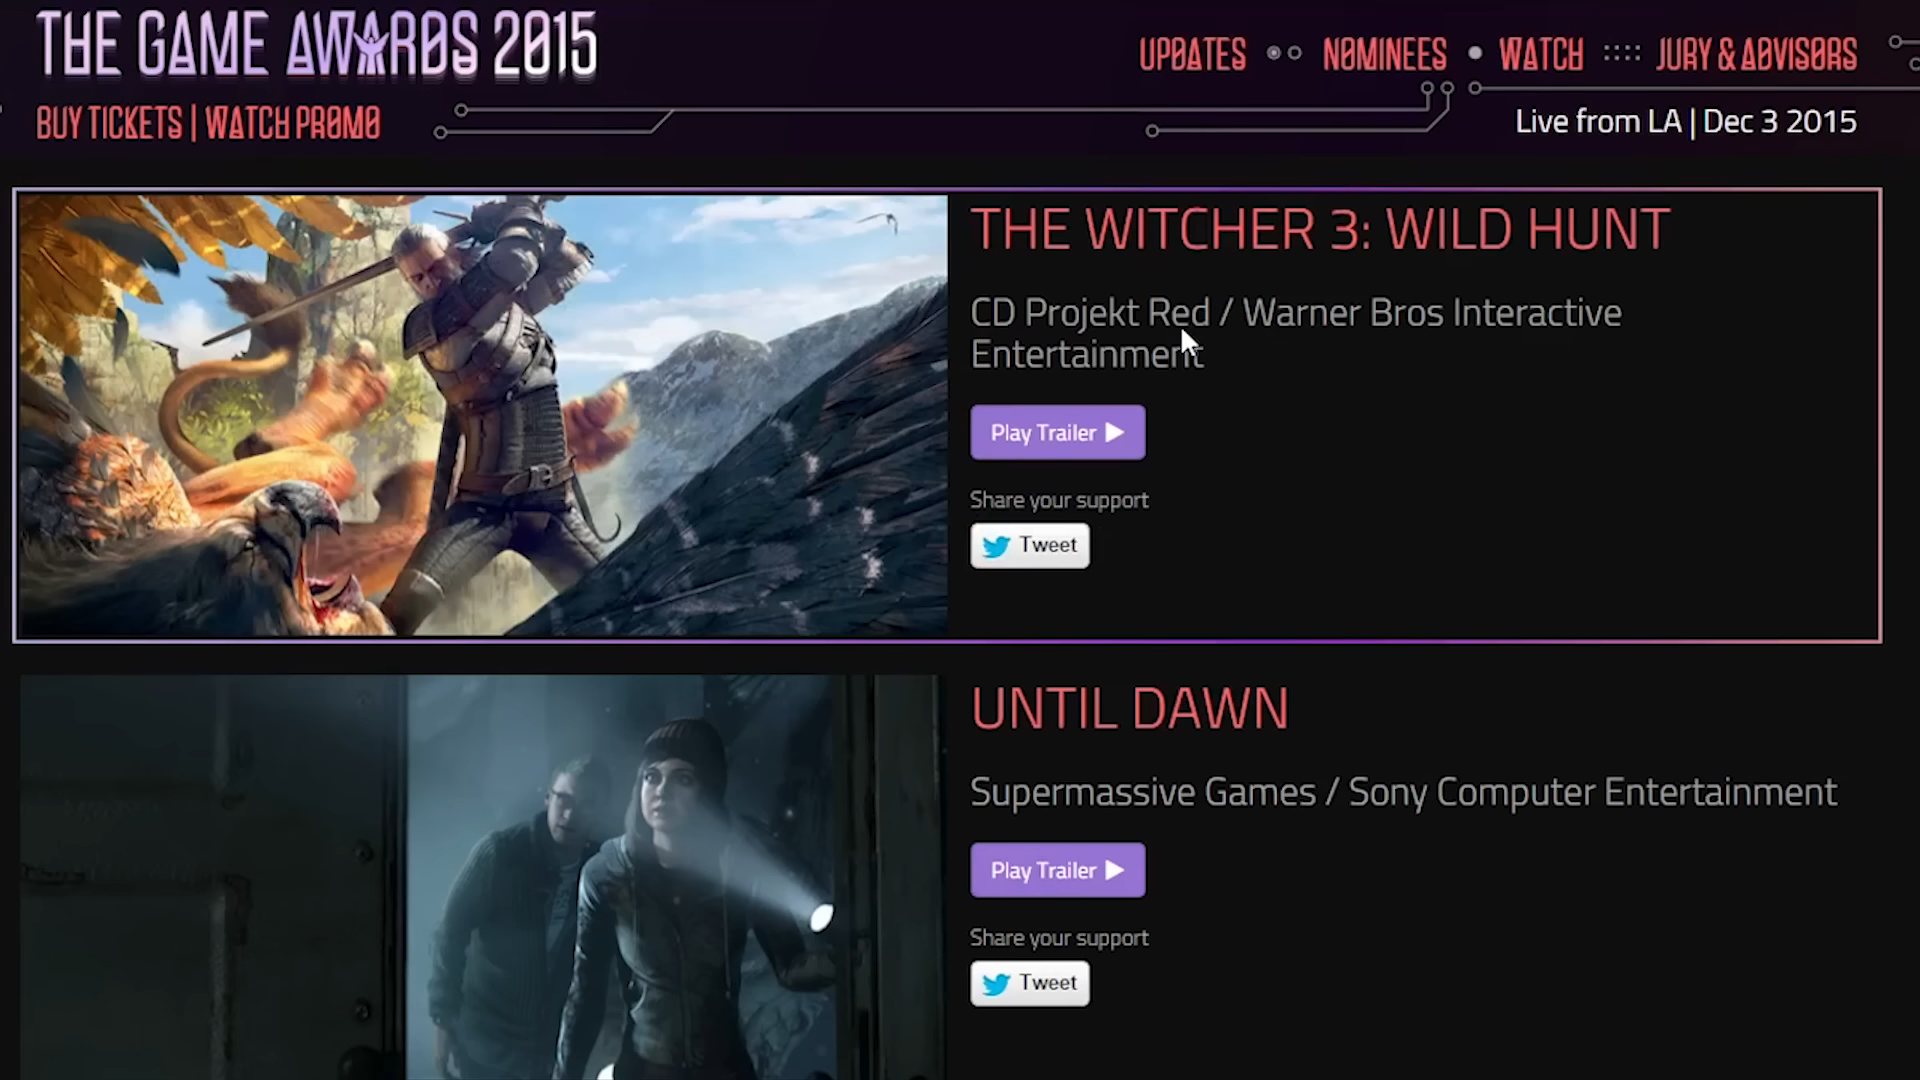 THE GAME AWARDS 2015
UPDATES NOMINEES WATCH JURY & ADVISORS
BUY TICKETS | WATCH PROMO
Live from LA | Dec 3 2015
THE WITCHER 3: WILD HUNT
CD Projekt Red / Warner Bros Interactive
Entertainment
Play Trailer
Share your support
Tweet
UNTIL DAWN
Supermassive Games / Sony Computer Entertainment
Play Trailer
Share your support
Tweet